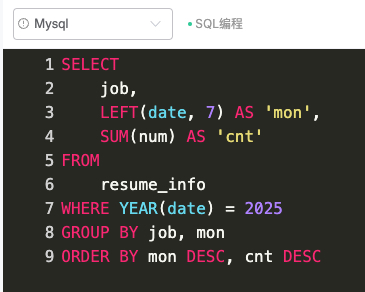 Mysql
SQL编程
1 SELECT
2 job,
3 LEFT(date, 7) AS 'mon',
4 SUM(num) AS 'cnt'
5 FROM
6 resume_info
7 WHERE YEAR(date) = 2025
8 GROUP BY job, mon
9 ORDER BY mon DESC, cnt DESC